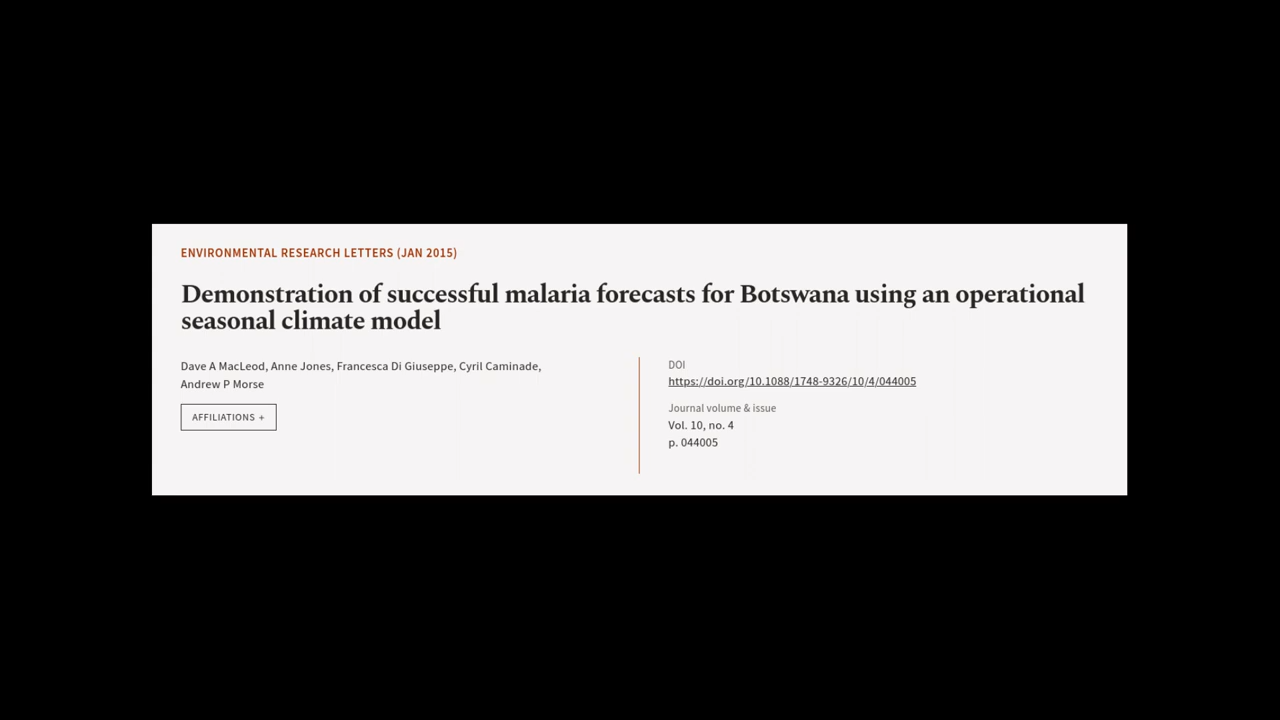 ENVIRONMENTAL RESEARCH LETTERS (JAN 2015)
Demonstration of successful malaria forecasts for Botswana using an operational
seasonal climate model
Dave A MacLeod, Anne Jones, Francesca Di Giuseppe, Cyril Caminade,
Andrew P Morse
AFFILIATIONS +
DOI
https://doi.org/10.1088/1748-9326/10/4/044005
Journal volume & issue
Vol. 10, no. 4
p. 044005